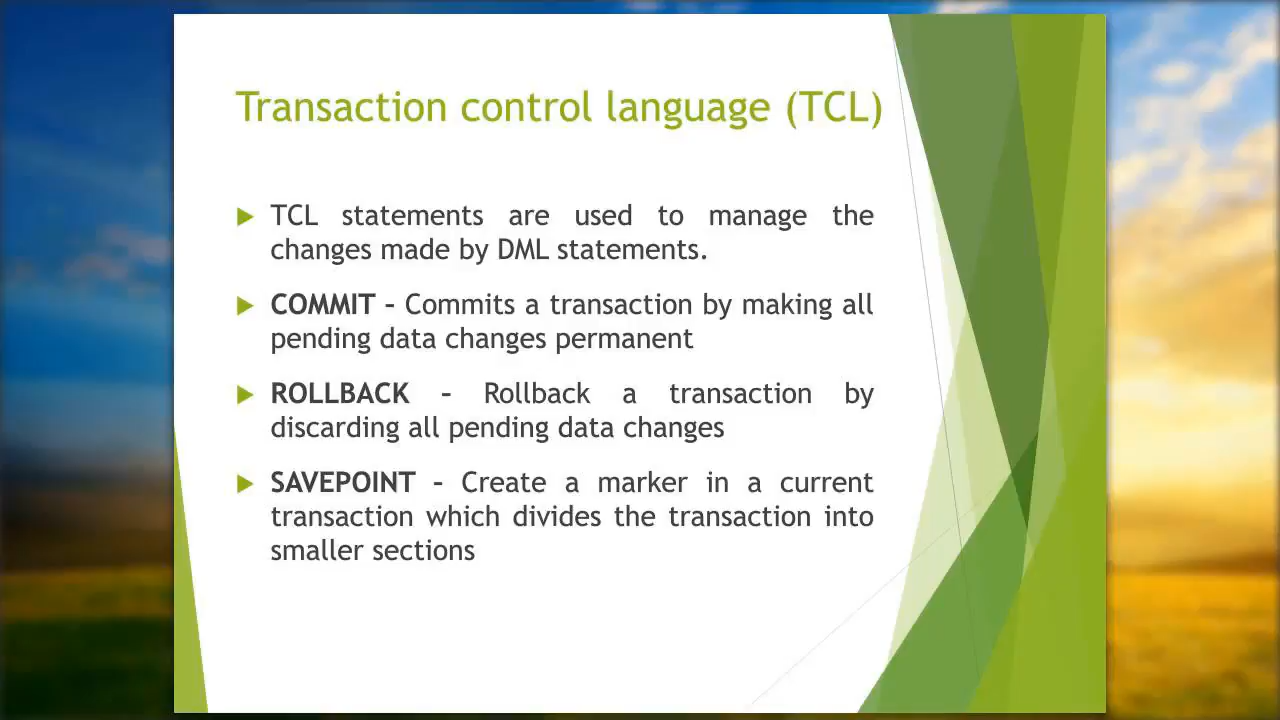 Transaction control language (TCL)
TCL statements are used to manage the
changes made by DML statements.
COMMIT – Commits a transaction by making all
pending data changes permanent
ROLLBACK – Rollback a transaction by
discarding all pending data changes
SAVEPOINT – Create a marker in a current
transaction which divides the transaction into
smaller sections